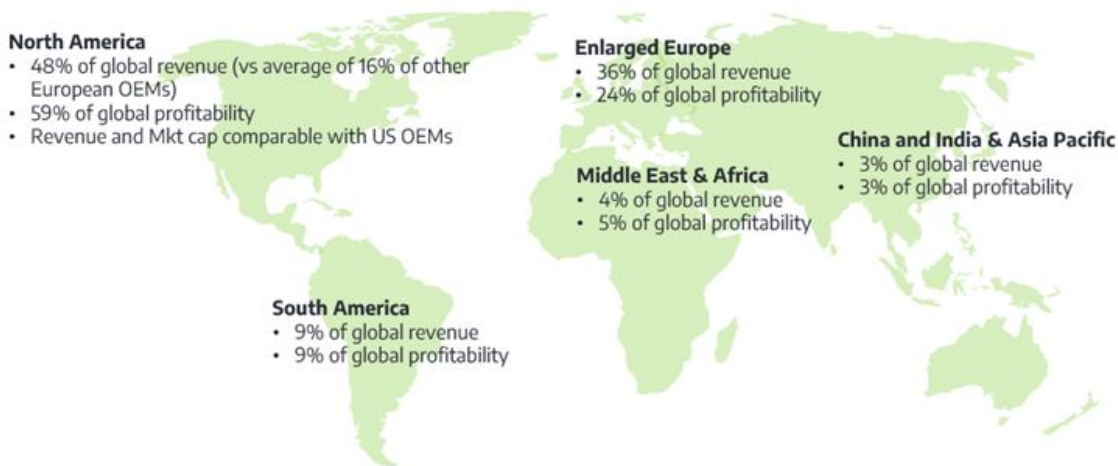 North America
• 48% of global revenue (vs average of 16% of other
European OEMs)
• 59% of global profitability
• Revenue and Mkt cap comparable with US OEMs
Enlarged Europe
• 36% of global revenue
• 24% of global profitability
China and India & Asia Pacific
• 3% of global revenue
• 3% of global profitability
Middle East & Africa
• 4% of global revenue
• 5% of global profitability
South America
• 9% of global revenue
• 9% of global profitability